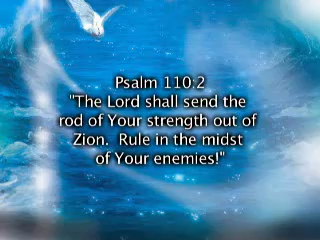 Psalm 110:2
"The Lord shall send the
rod of Your strength out of
Zion.  Rule in the midst
of Your enemies!"